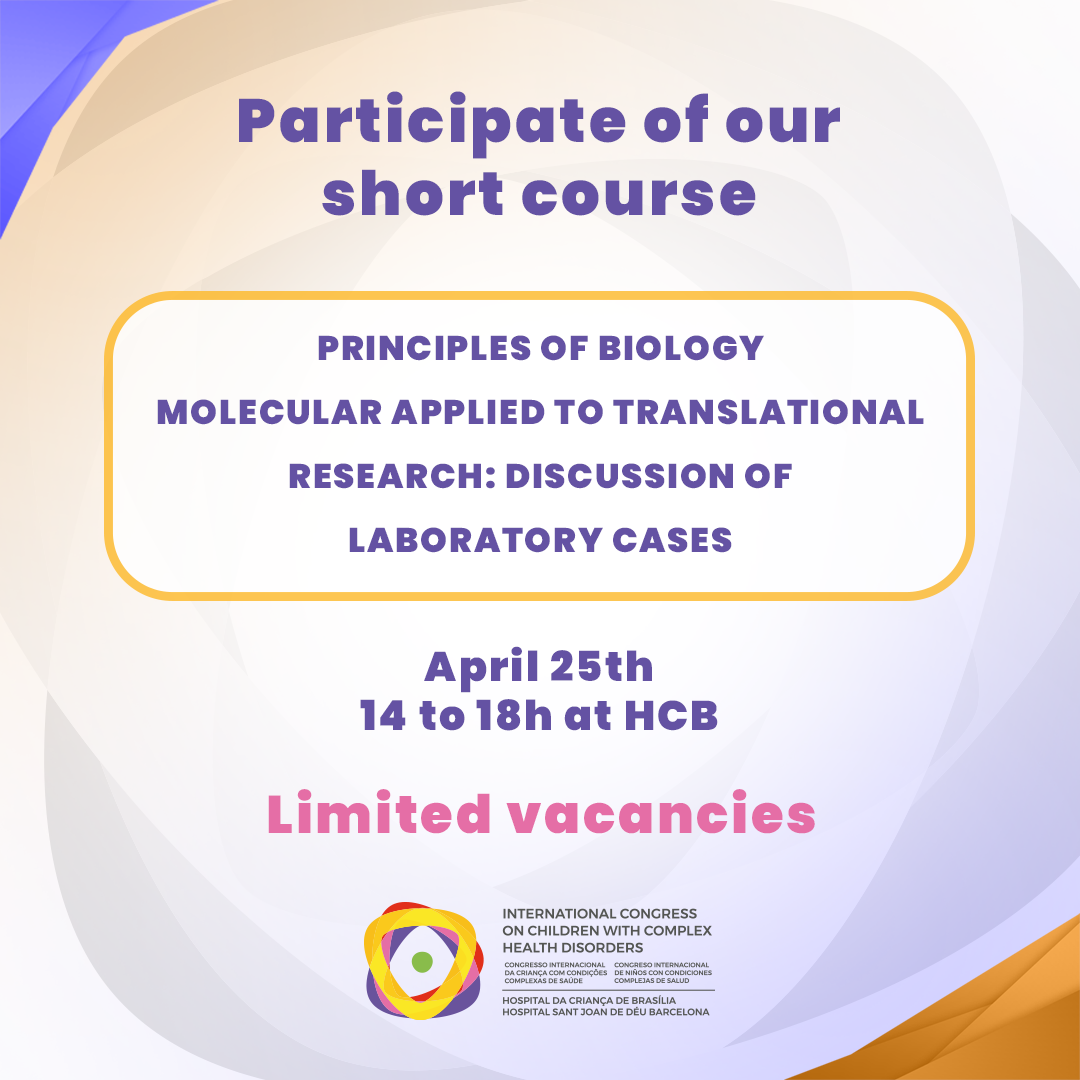 Participate of our
short course
PRINCIPLES OF BIOLOGY
MOLECULAR APPLIED TO TRANSLATIONAL
RESEARCH: DISCUSSION OF
LABORATORY CASES
April 25th
14 to 18h at HCB
Limited vacancies
INTERNATIONAL CONGRESS
ON CHILDREN WITH COMPLEX
HEALTH DISORDERS
CONGRESSO INTERNACIONAL
DA CRIANÇA COM CONDIÇÕES
COMPLEXAS DE SAÚDE
CONGRESO INTERNACIONAL
DE NIÑOS CON CONDICIONES
COMPLEJAS DE SALUD
HOSPITAL DA CRIANÇA DE BRASÍLIA
HOSPITAL SANT JOAN DE DÉU BARCELONA